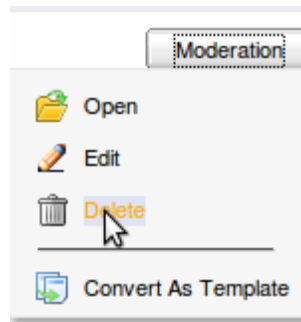 Moderation
Open
Edit
Delete
Convert As Template